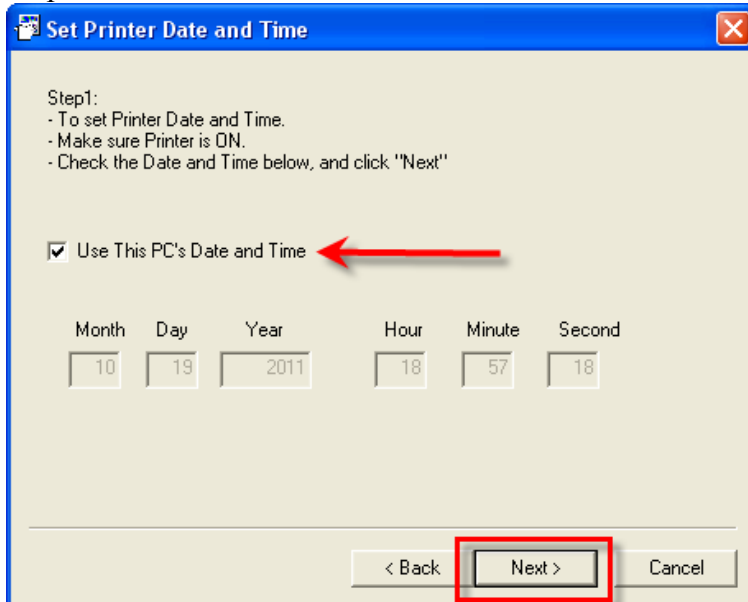 Set Printer Date and Time
Step1:
- To set Printer Date and Time.
- Make sure Printer is ON.
- Check the Date and Time below, and click "Next"
Use This PC's Date and Time
Month Day Year Hour Minute Second
10 19 2011 18 57 18
< Back Next > Cancel